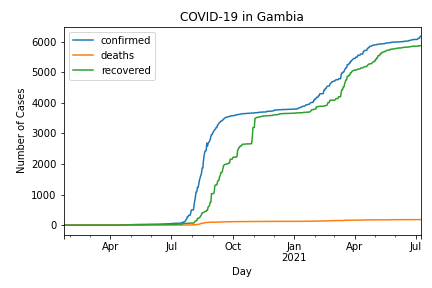 COVID-19 in Gambia
confirmed
deaths
recovered
6000
5000
4000
3000
2000
1000
0
Number of Cases
Apr
Jul
Oct
Jan
2021
Apr
Jul
Day